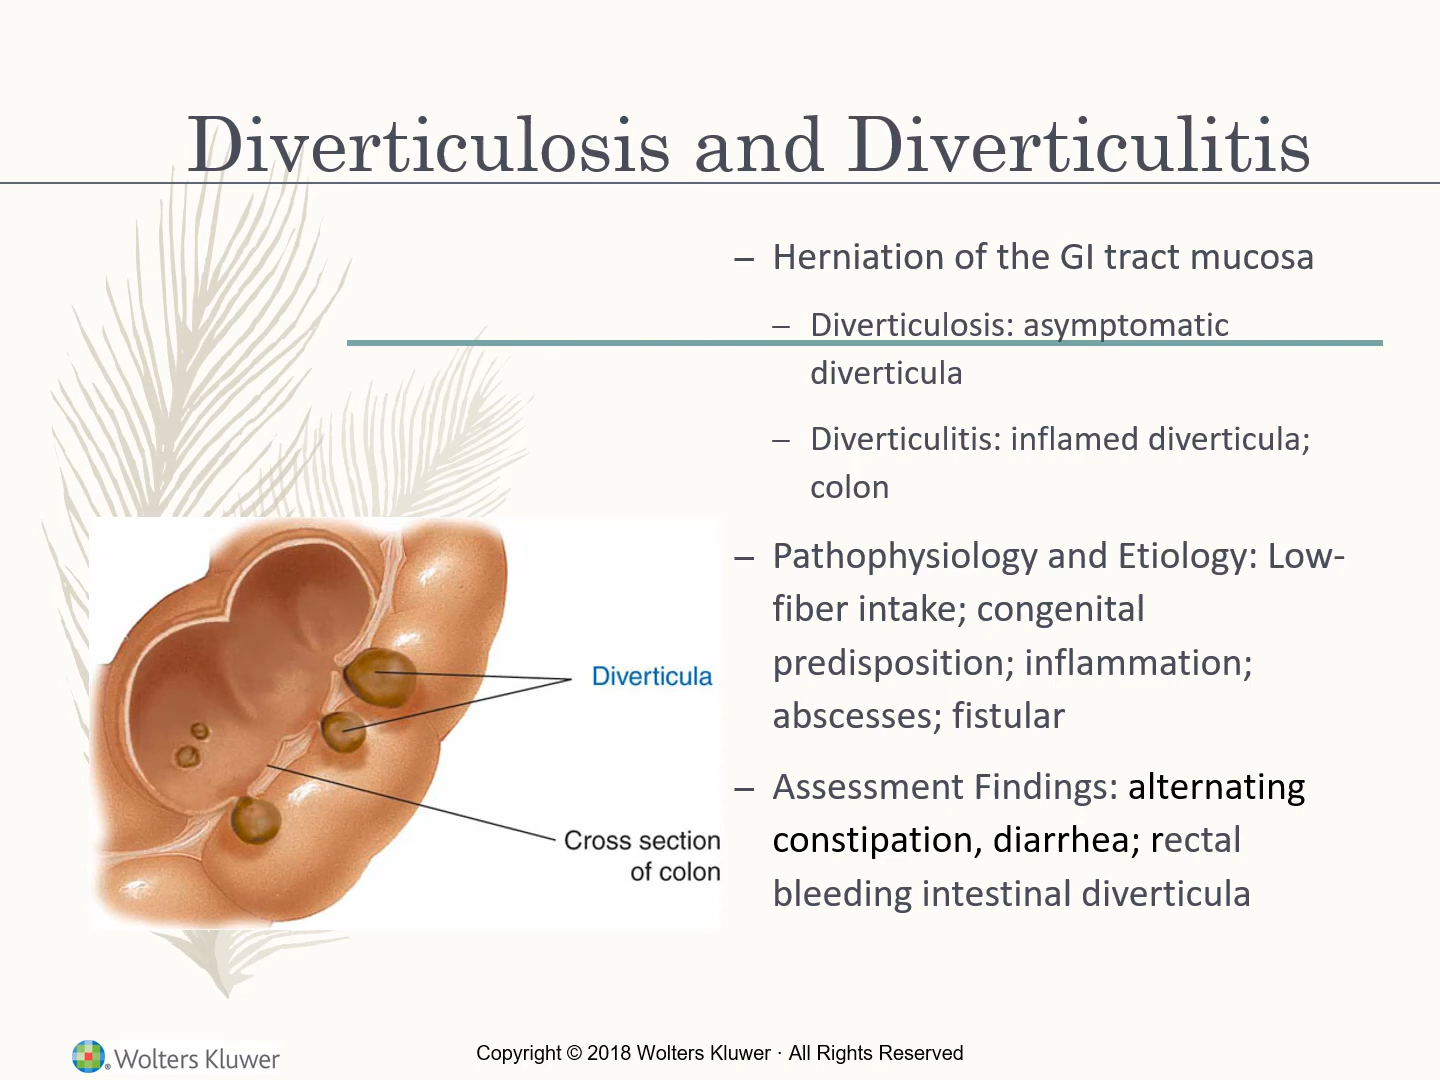 Diverticulosis and Diverticulitis
– Herniation of the GI tract mucosa
– Diverticulosis: asymptomatic
diverticula
– Diverticulitis: inflamed diverticula;
colon
– Pathophysiology and Etiology: Low-
fiber intake; congenital
predisposition; inflammation;
abscesses; fistular
– Assessment Findings: alternating
constipation, diarrhea; rectal
bleeding intestinal diverticula
Diverticula
Cross section
of colon
Wolters Kluwer
Copyright © 2018 Wolters Kluwer · All Rights Reserved